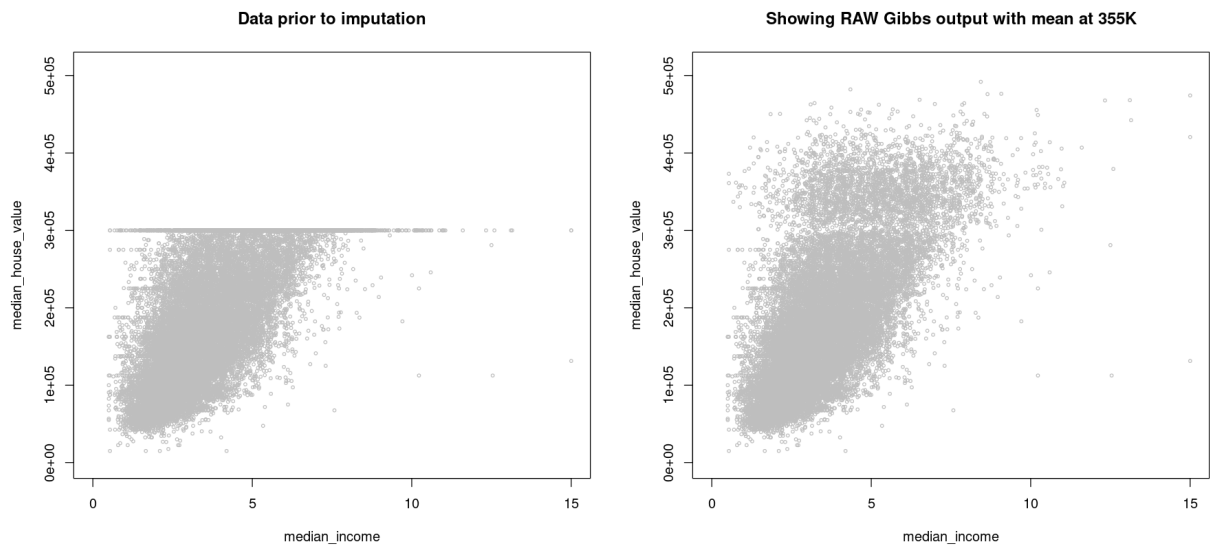 Data prior to imputation
5e+05
4e+05
3e+05
2e+05
1e+05
0e+00
median_house_value
0 5 10 15
median_income
Showing RAW Gibbs output with mean at 355K
5e+05
4e+05
3e+05
2e+05
1e+05
0e+00
median_house_value
0 5 10 15
median_income